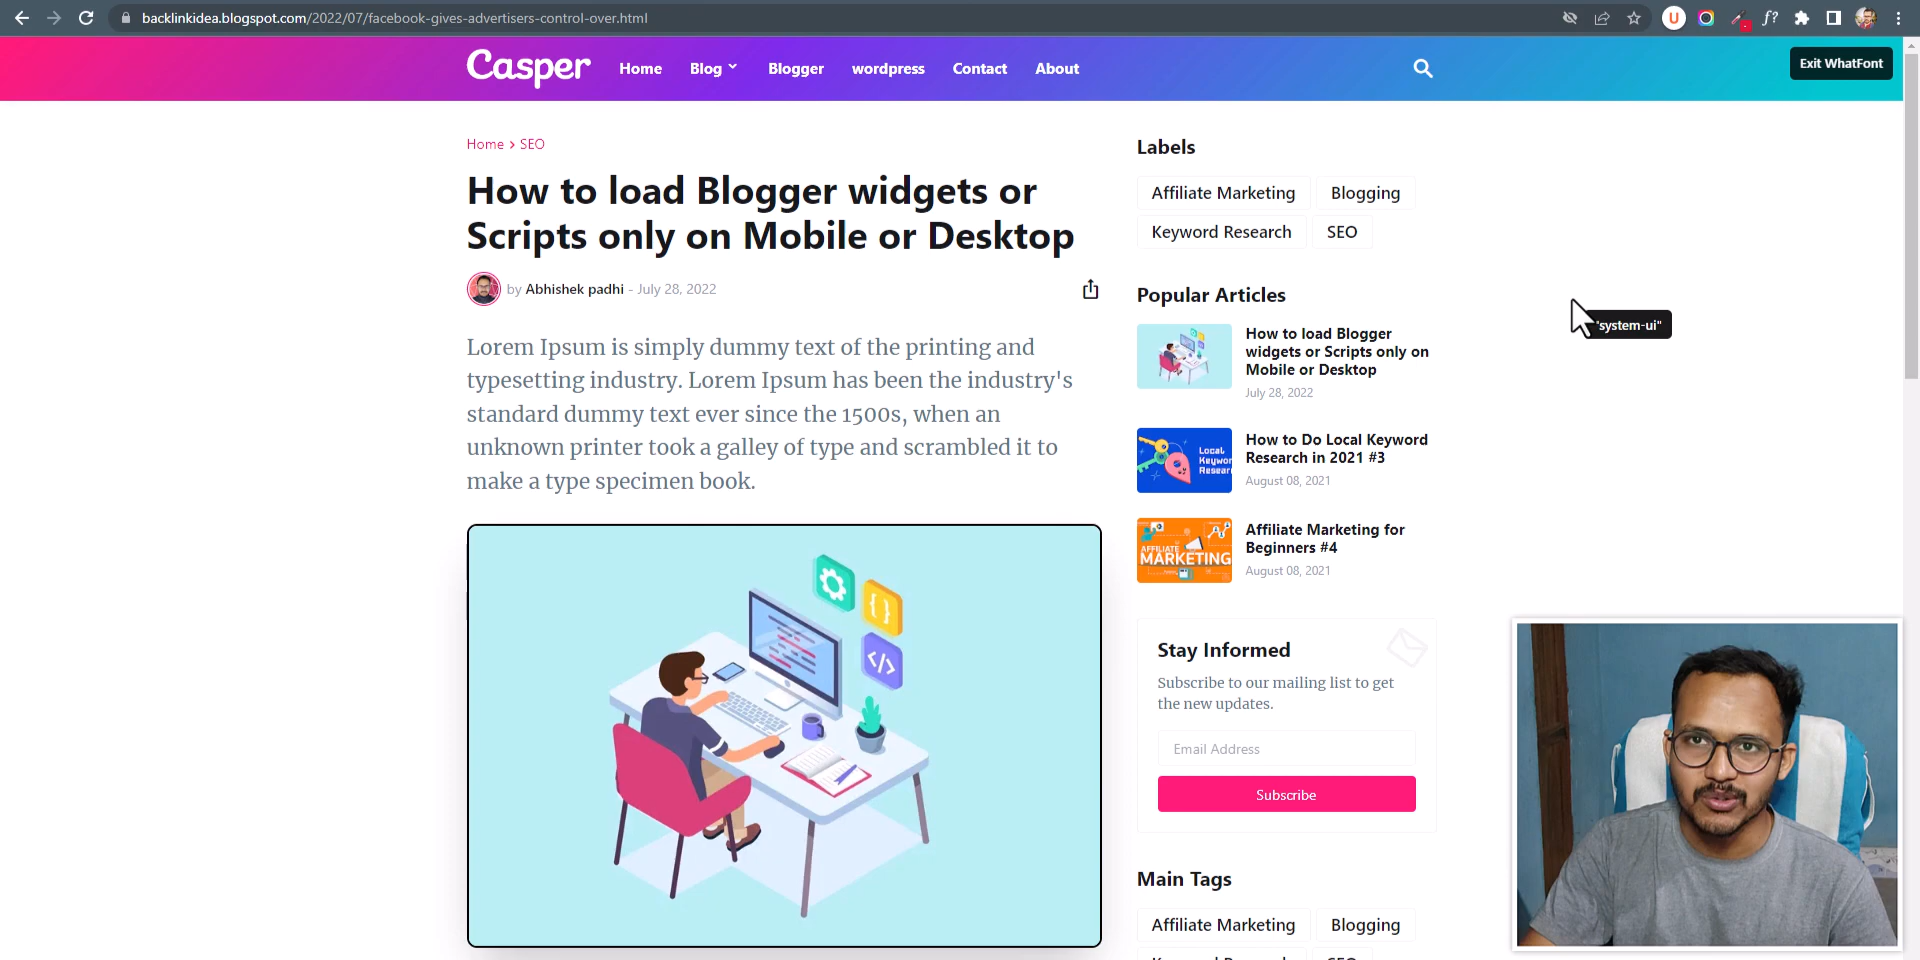 backlinkidea.blogspot.com/2022/07/facebook-gives-advertisers-control-over.html
U
f?
Casper
Home
Blog
Blogger
wordpress
Contact
About
Exit WhatFont
Home > SEO
How to load Blogger widgets or
Scripts only on Mobile or Desktop
by Abhishek padhi - July 28, 2022
Lorem Ipsum is simply dummy text of the printing and
typesetting industry. Lorem Ipsum has been the industry's
standard dummy text ever since the 1500s, when an
unknown printer took a galley of type and scrambled it to
make a type specimen book.
Labels
Affiliate Marketing
Blogging
Keyword Research
SEO
"system-ui"
Popular Articles
How to load Blogger
widgets or Scripts only on
Mobile or Desktop
July 28, 2022
Local
Keywor
Resear
How to Do Local Keyword
Research in 2021 #3
August 08, 2021
AFFILIATE
MARKETING
Affiliate Marketing for
Beginners #4
August 08, 2021
Stay Informed
Subscribe to our mailing list to get
the new updates.
Email Address
Subscribe
Main Tags
Affiliate Marketing
Blogging
Keyword Research
SEO